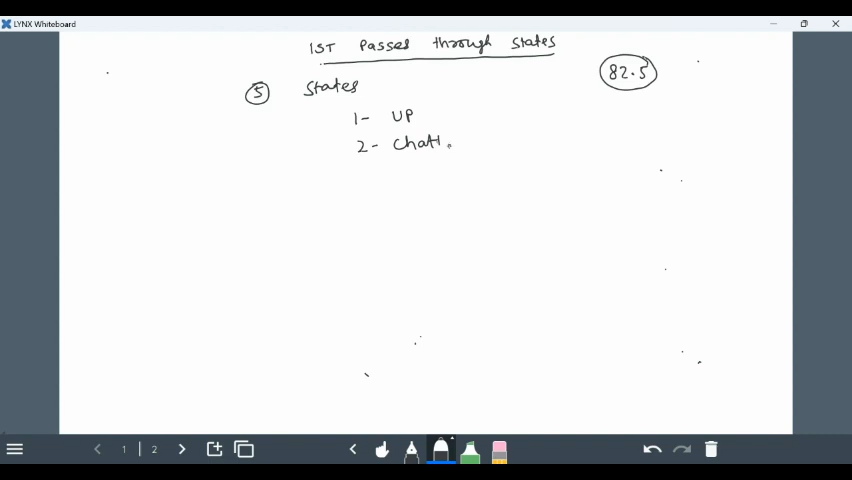 LYNX Whiteboard
IST Passes through states
82.5
5 States
1- UP
2- Chatt
1 | 2